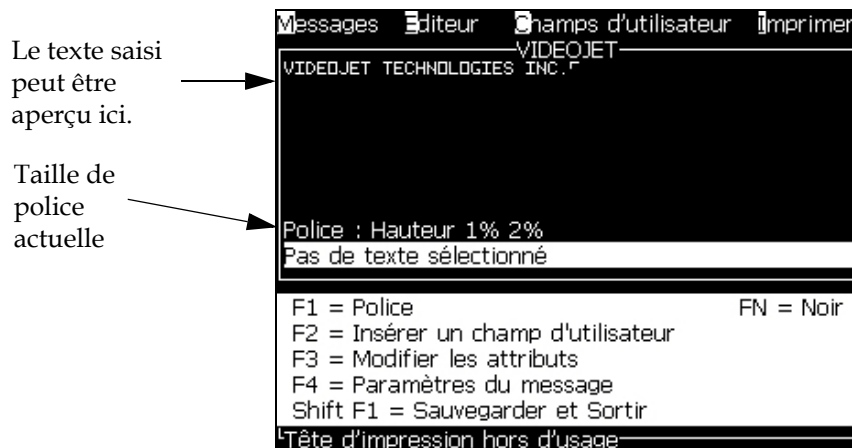 Messages Editeur Champs d'utilisateur imprimer
VIDEOJET
Le texte saisi
peut être
aperçu ici.
VIDEOJET TECHNOLOGIES INC.
Taille de
police
actuelle
Police : Hauteur 1% 2%
Pas de texte sélectionné
F1 = Police FN = Noir
F2 = Insérer un champ d'utilisateur
F3 = Modifier les attributs
F4 = Paramètres du message
Shift F1 = Sauvegarder et Sortir
Tête d'impression hors d'usage